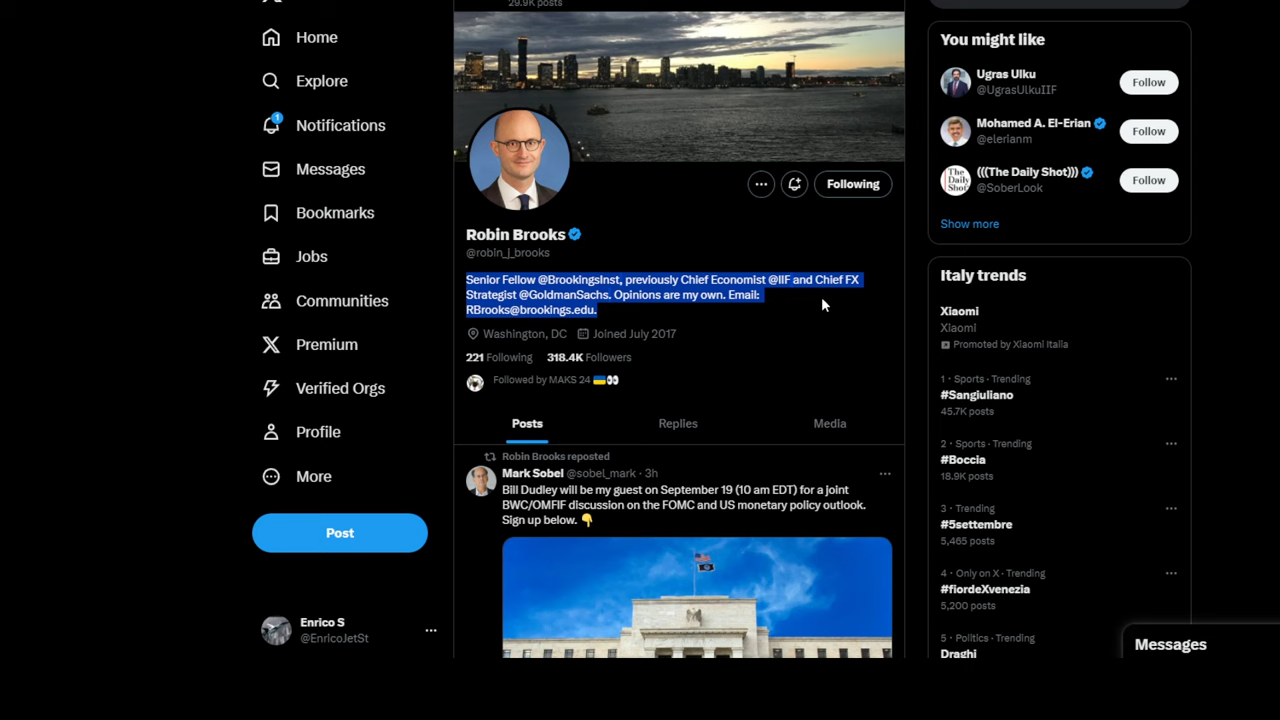 29.9K posts
Home
Explore
1
Notifications
Messages
Bookmarks
Jobs
Communities
Premium
Verified Orgs
Profile
More
Post
Enrico S
@EnricoJetSt
Following
Robin Brooks
@robin_j_brooks
Senior Fellow @BrookingsInst, previously Chief Economist @IIF and Chief FX
Strategist @GoldmanSachs. Opinions are my own. Email:
RBrooks@brookings.edu.
Washington, DC Joined July 2017
221 Following 318.4K Followers
Followed by MAKS 24 🇺🇦👀
Posts Replies Media
Robin Brooks reposted
Mark Sobel @sobel_mark · 3h
Bill Dudley will be my guest on September 19 (10 am EDT) for a joint
BWC/OMFIF discussion on the FOMC and US monetary policy outlook.
Sign up below. 👇
You might like
Ugras Ulku
@UgrasUlkuIIF
Follow
Mohamed A. El-Erian
@elerianm
Follow
The
Daily
Shot
(((The Daily Shot)))
@SoberLook
Follow
Show more
Italy trends
Xiaomi
Xiaomi
Promoted by Xiaomi Italia
1 · Sports · Trending
#Sangiuliano
45.7K posts
2 · Sports · Trending
#Boccia
18.9K posts
3 · Trending
#5settembre
5,465 posts
4 · Only on X · Trending
#fiordeXvenezia
5,200 posts
5 · Politics · Trending
Draghi
Messages